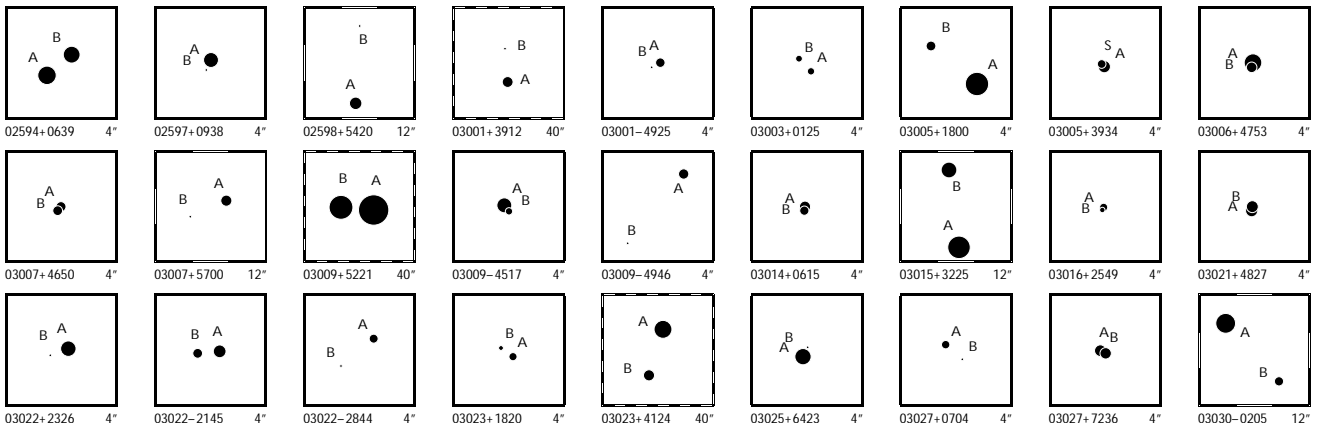 B
A
A
B
B
A
B
A
B A
B
A
B
A
S
A
A
B
02594+0639 4″ 02597+0938 4″ 02598+5420 12″ 03001+3912 40″ 03001−4925 4″ 03003+0125 4″ 03005+1800 4″ 03005+3934 4″ 03006+4753 4″
A
B
A
B
B A
A
B
A
B
A
B
B
A
A
B
B
A
03007+4650 4″ 03007+5700 12″ 03009+5221 40″ 03009−4517 4″ 03009−4946 4″ 03014+0615 4″ 03015+3225 12″ 03016+2549 4″ 03021+4827 4″
B A
B A
A
B
B
A
A
B
B
A
A
B
A B
A
B
03022+2326 4″ 03022−2145 4″ 03022−2844 4″ 03023+1820 4″ 03023+4124 40″ 03025+6423 4″ 03027+0704 4″ 03027+7236 4″ 03030−0205 12″